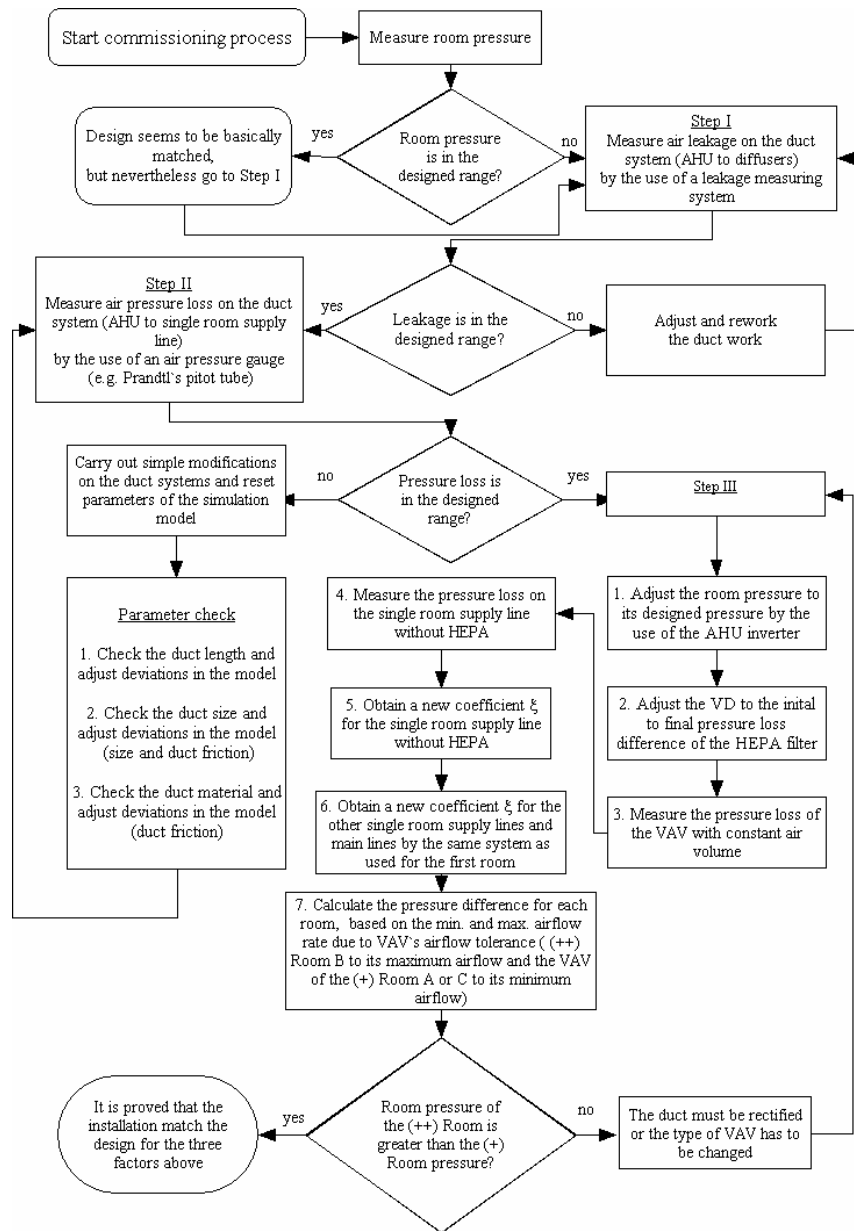 Start commissioning process
Measure room pressure
yes
no
Design seems to be basically
matched,
but nevertheless go to Step I
Room pressure
is in the
designed range?
Step I
Measure air leakage on the duct
system (AHU to diffusers)
by the use of a leakage measuring
system
Step II
Measure air pressure loss on the duct
system (AHU to single room supply
line)
by the use of an air pressure gauge
(e.g. Prandtl`s pitot tube)
yes
Leakage is in the
designed range?
no
Adjust and rework
the duct work
Carry out simple modifications
on the duct systems and reset
parameters of the simulation
model
no
Pressure loss is
in the designed
range?
yes
Step III
Parameter check
1. Check the duct length and
adjust deviations in the model
2. Check the duct size and
adjust deviations in the model
(size and duct friction)
3. Check the duct material and
adjust deviations in the model
(duct friction)
4. Measure the pressure loss on
the single room supply line
without HEPA
1. Adjust the room pressure to
its designed pressure by the
use of the AHU inverter
5. Obtain a new coefficient ξ
for the single room supply line
without HEPA
2. Adjust the VD to the inital
to final pressure loss
difference of the HEPA filter
6. Obtain a new coefficient ξ for the
other single room supply lines and
main lines by the same system as
used for the first room
3. Measure the pressure loss of
the VAV with constant air
volume
7. Calculate the pressure difference for each
room, based on the min. and max. airflow
rate due to VAV`s airflow tolerance ( (++)
Room B to its maximum airflow and the VAV
of the (+) Room A or C to its minimum
airflow)
It is proved that the
installation match the
design for the three
factors above
yes
Room pressure of
the (++) Room is
greater than the (+)
Room pressure?
no
The duct must be rectified
or the type of VAV has to
be changed